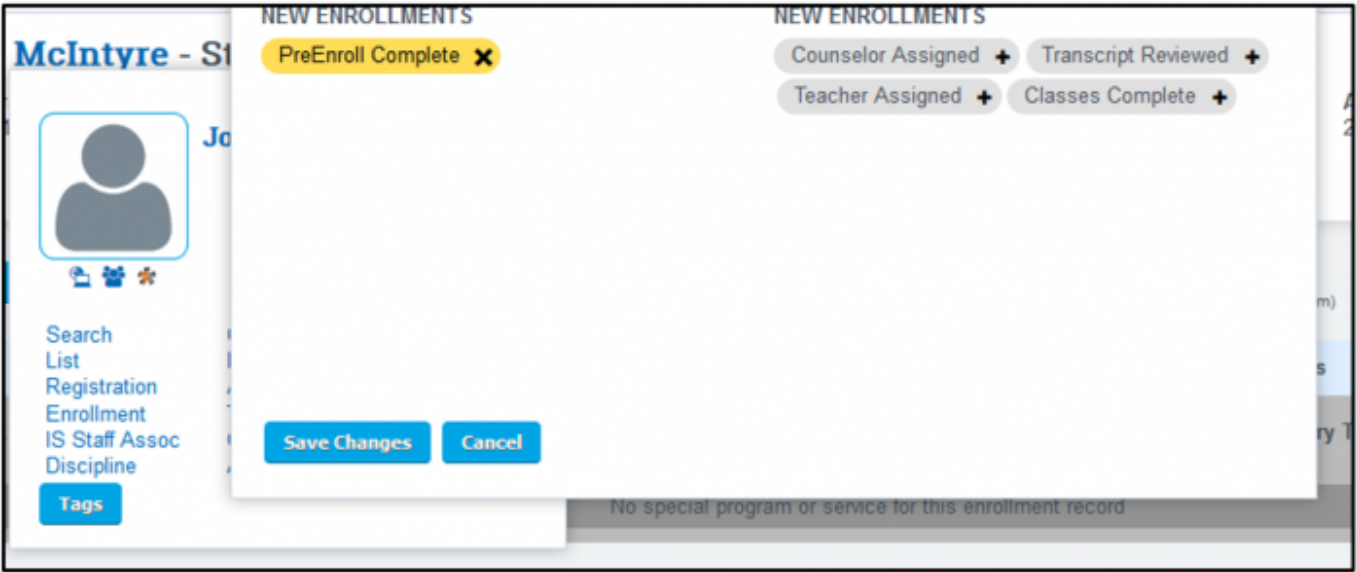 NEW ENROLLMENTS
NEW ENROLLMENTS
McIntyre -
PreEnroll Complete
Counselor Assigned
Transcript Reviewed
Teacher Assigned
Classes Complete
Search
List
Registration
Enrollment
IS Staff Assoc
Discipline
Save Changes
Cancel
Tags
No special program or service for this enrollment record